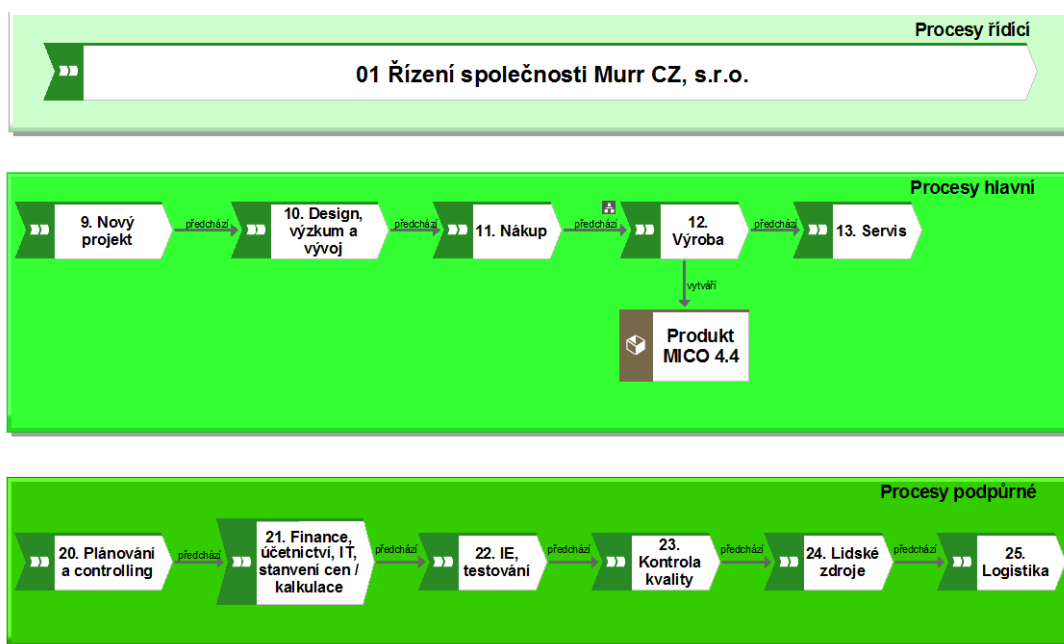 Procesy řídící
01 Řízení společnosti Murr CZ, s.r.o.
Procesy hlavní
9. Nový
projekt
předchází
10. Design,
výzkum a
vývoj
předchází
11. Nákup
předchází
12.
Výroba
předchází
13. Servis
vytváří
Produkt
MICO 4.4
Procesy podpůrné
20. Plánování
a controlling
předchází
21. Finance,
účetnictví, IT,
stanvení cen /
kalkulace
předchází
22. IE,
testování
předchází
23.
Kontrola
kvality
předchází
24. Lidské
zdroje
předchází
25.
Logistika